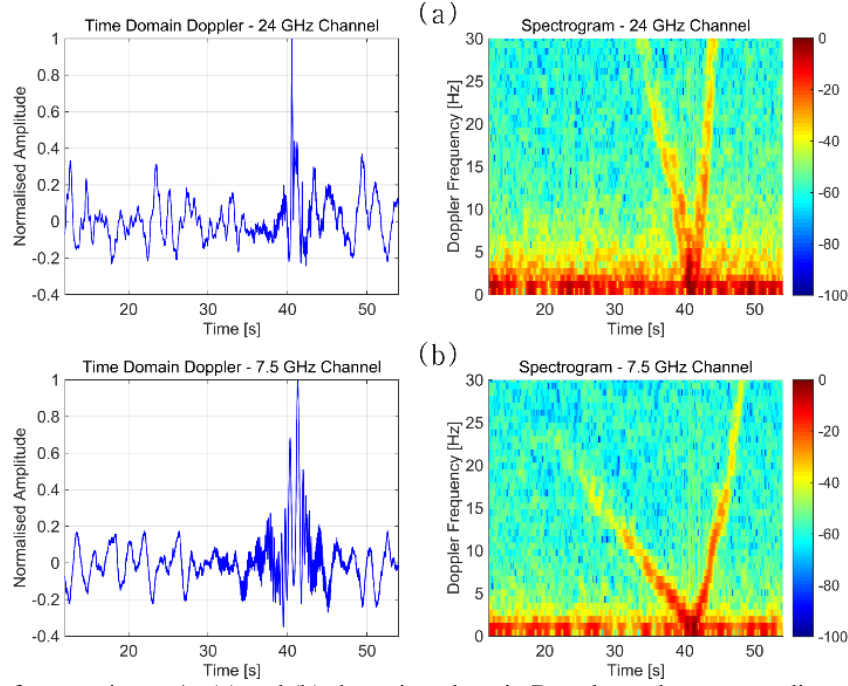 (a)
Time Domain Doppler - 24 GHz Channel
Normalised Amplitude
1
0.8
0.6
0.4
0.2
0
-0.2
-0.4
20 30 40 50
Time [s]
Spectrogram - 24 GHz Channel
Doppler Frequency [Hz]
30
25
20
15
10
5
0
20 30 40 50
Time [s]
0
-20
-40
-60
-80
-100
(b)
Time Domain Doppler - 7.5 GHz Channel
Normalised Amplitude
1
0.8
0.6
0.4
0.2
0
-0.2
-0.4
20 30 40 50
Time [s]
Spectrogram - 7.5 GHz Channel
Doppler Frequency [Hz]
30
25
20
15
10
5
0
20 30 40 50
Time [s]
0
-20
-40
-60
-80
-100